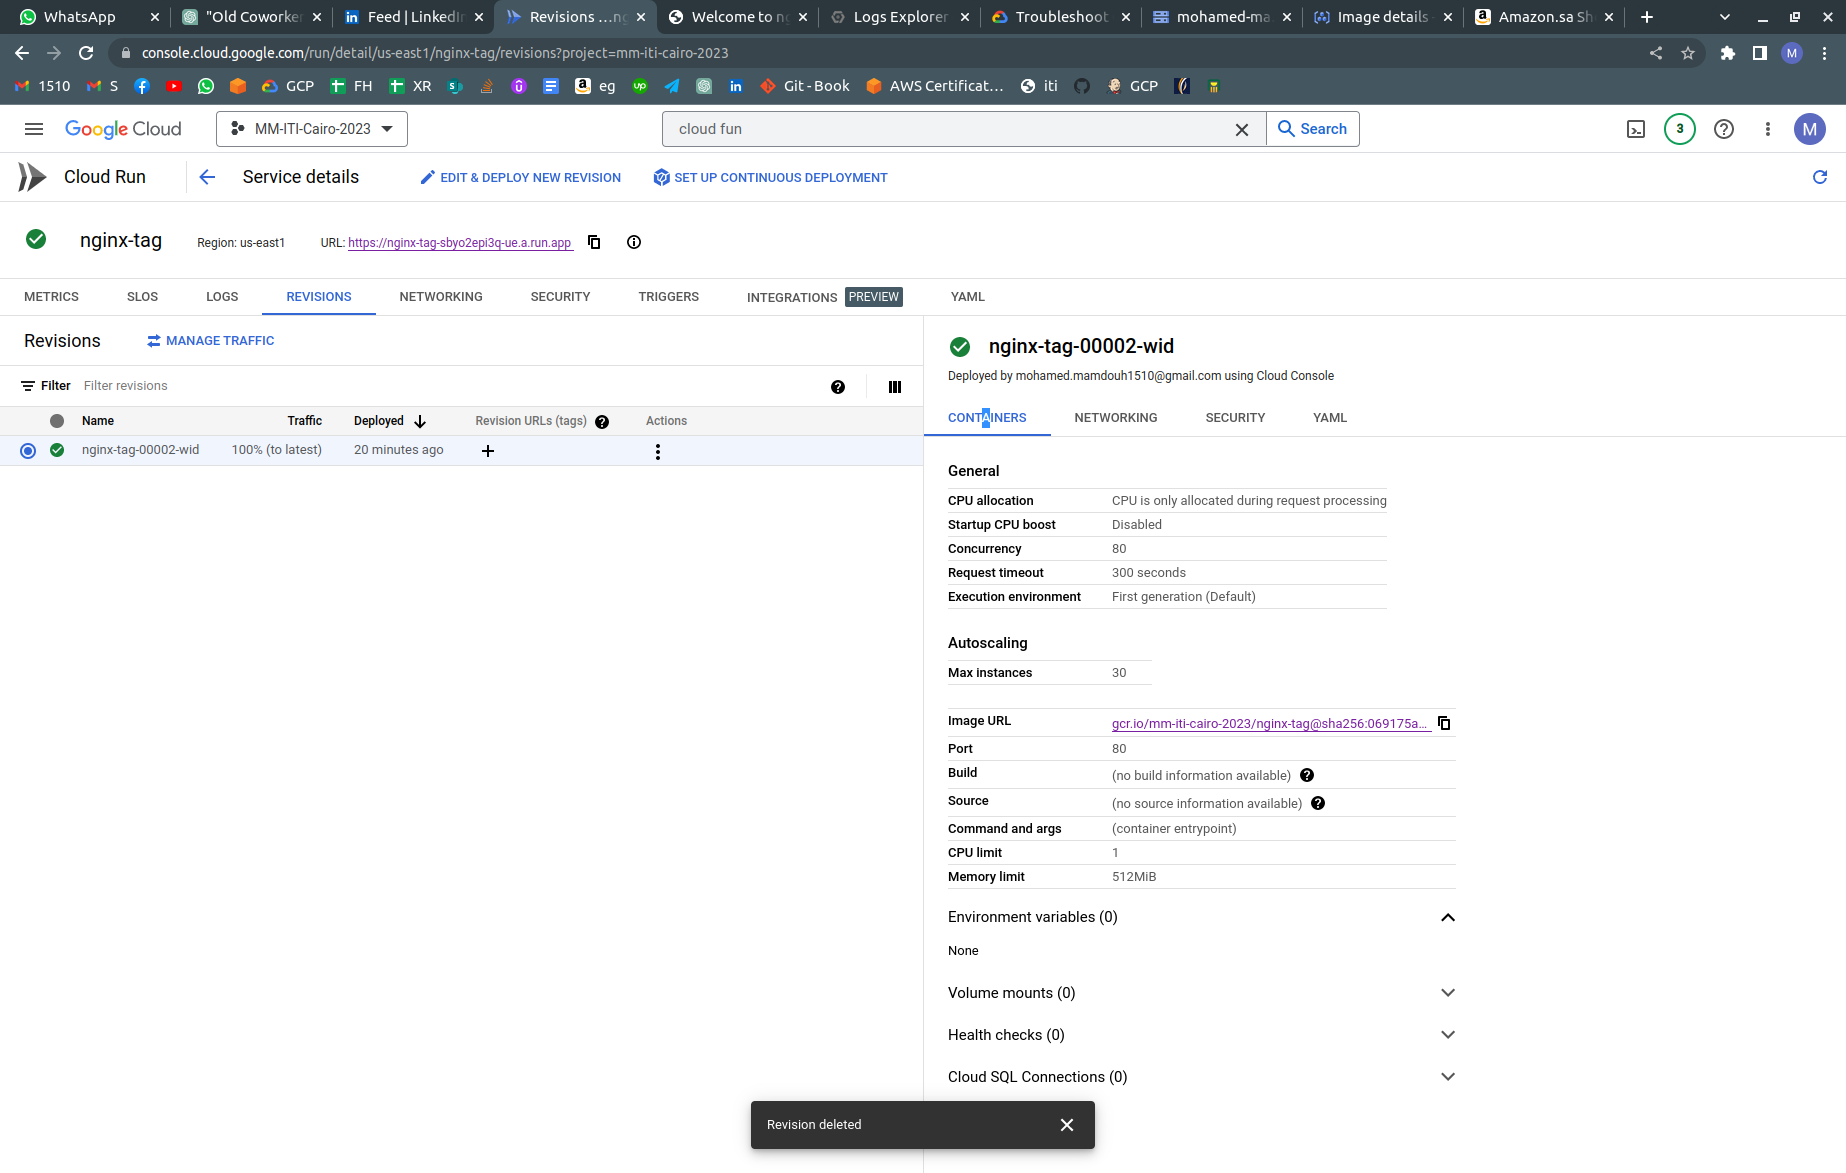 WhatsApp
"Old Coworker
Feed | LinkedIn
Revisions …
Welcome to ng
Logs Explorer
Troubleshoot
mohamed-ma
Image details
Amazon.sa Sh
console.cloud.google.com/run/detail/us-east1/nginx-tag/revisions?project=mm-iti-cairo-2023
M
1510
S
GCP
FH
XR
eg
Git - Book
AWS Certificat…
iti
GCP
Google Cloud
MM-ITI-Cairo-2023
cloud fun
Search
3
M
Cloud Run
Service details
EDIT & DEPLOY NEW REVISION
SET UP CONTINUOUS DEPLOYMENT
nginx-tag
Region: us-east1
URL: https://nginx-tag-sbyo2epi3q-ue.a.run.app
METRICS
SLOS
LOGS
REVISIONS
NETWORKING
SECURITY
TRIGGERS
INTEGRATIONS PREVIEW
YAML
Revisions
MANAGE TRAFFIC
Filter Filter revisions
Name Traffic Deployed Revision URLs (tags) Actions
nginx-tag-00002-wid 100% (to latest) 20 minutes ago
nginx-tag-00002-wid
Deployed by mohamed.mamdouh1510@gmail.com using Cloud Console
CONTAINERS NETWORKING SECURITY YAML
General
CPU allocation CPU is only allocated during request processing
Startup CPU boost Disabled
Concurrency 80
Request timeout 300 seconds
Execution environment First generation (Default)
Autoscaling
Max instances 30
Image URL gcr.io/mm-iti-cairo-2023/nginx-tag@sha256:069175a…
Port 80
Build (no build information available)
Source (no source information available)
Command and args (container entrypoint)
CPU limit 1
Memory limit 512MiB
Environment variables (0)
None
Volume mounts (0)
Health checks (0)
Cloud SQL Connections (0)
Revision deleted